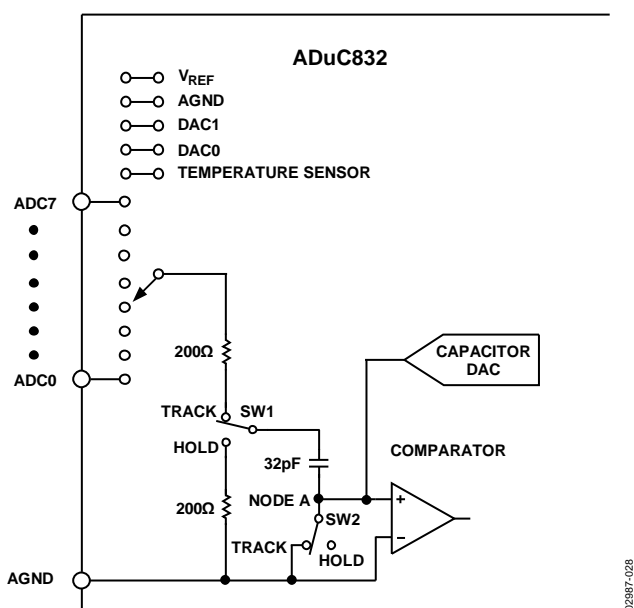 ADuC832
VREF
AGND
DAC1
DAC0
TEMPERATURE SENSOR
ADC7
200Ω
CAPACITOR
DAC
ADC0
TRACK SW1
HOLD
COMPARATOR
32pF
NODE A
+
200Ω
SW2
−
TRACK
HOLD
AGND
02987-028